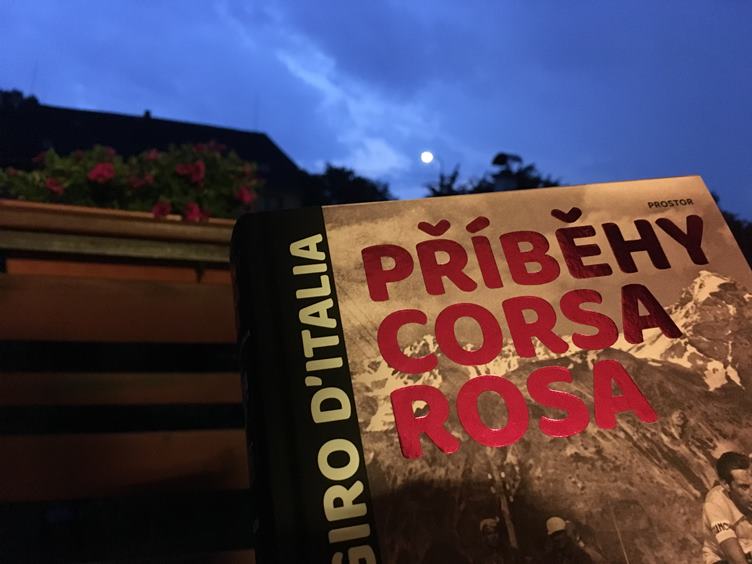 PROSTOR
PŘÍBĚHY
CORSA
ROSA
GIRO D'ITALIA